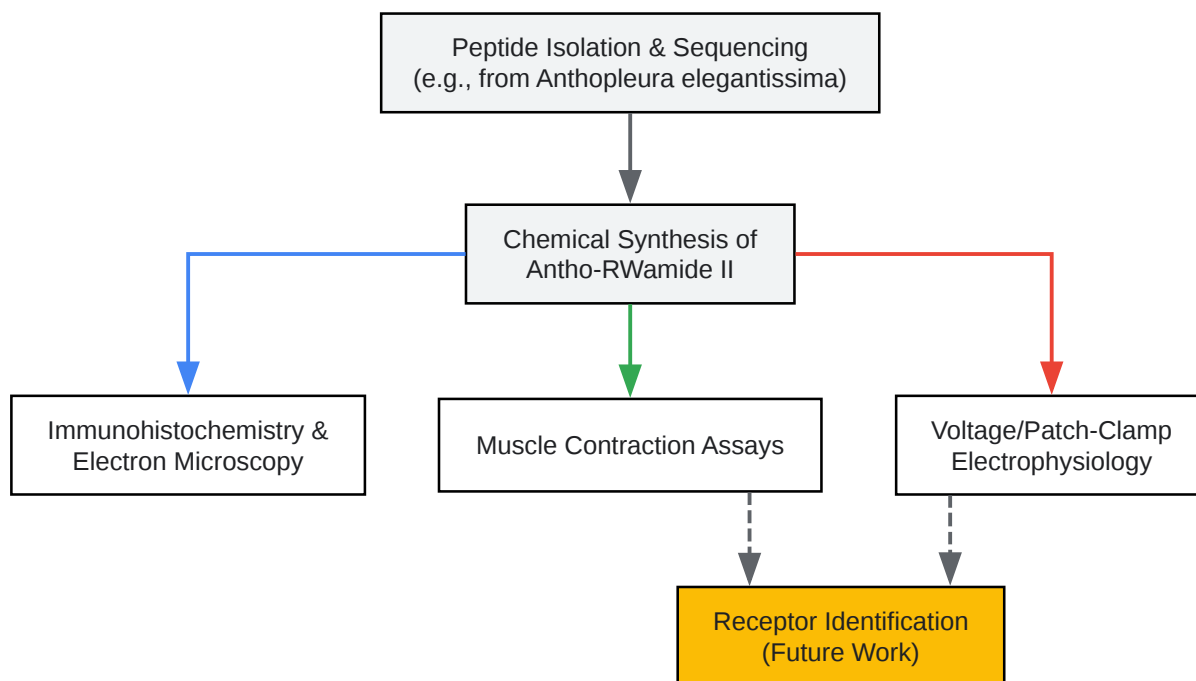 Peptide Isolation & Sequencing
(e.g., from Anthopleura elegantissima)
Chemical Synthesis of
Antho-RWamide II
Immunohistochemistry &
Electron Microscopy
Muscle Contraction Assays
Voltage/Patch-Clamp
Electrophysiology
Receptor Identification
(Future Work)